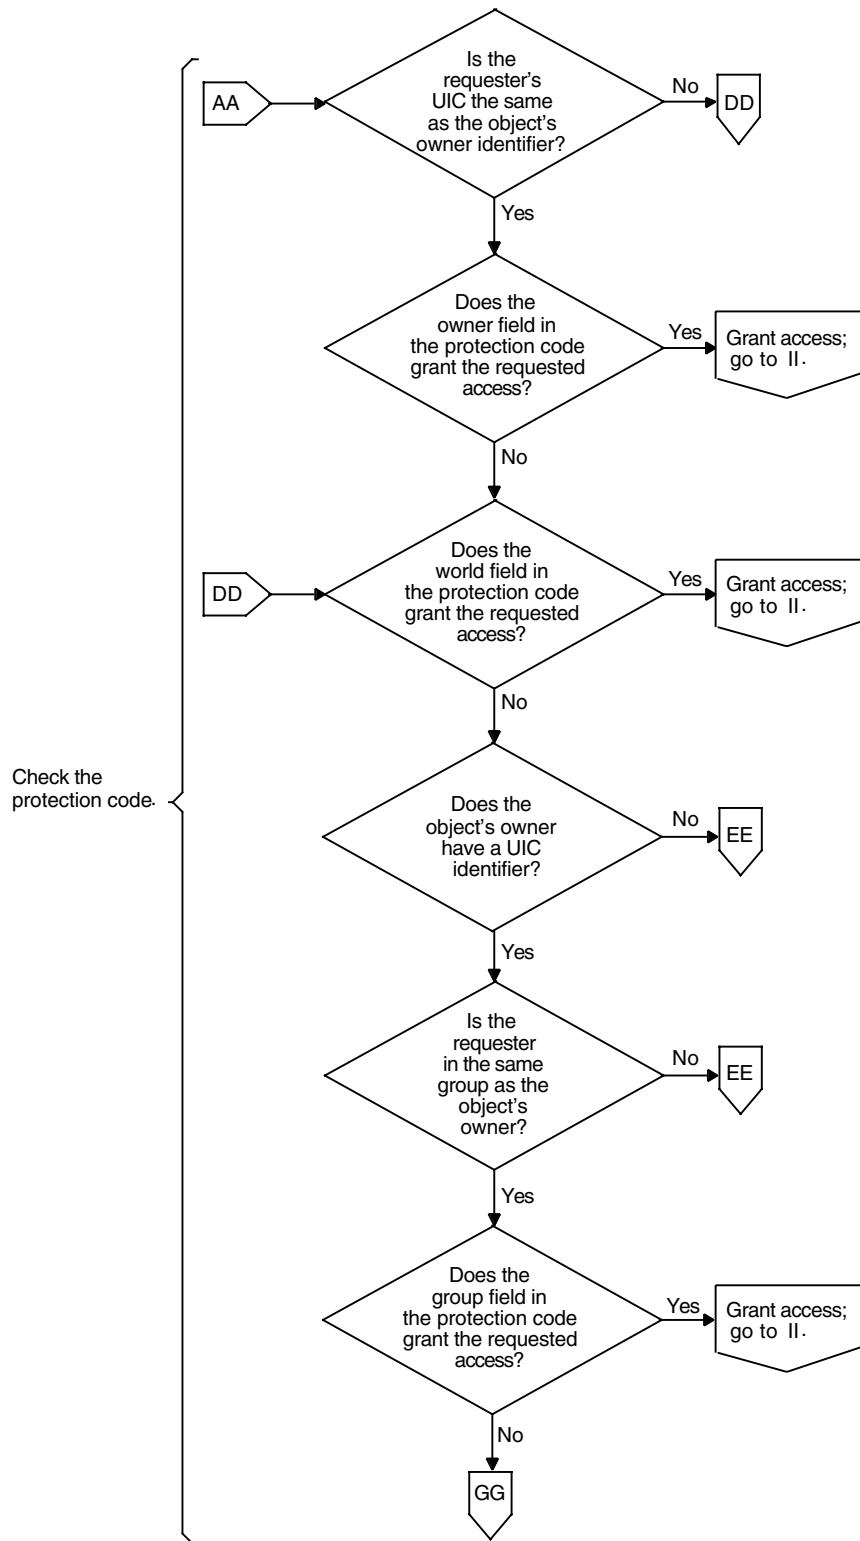 Is the
requester's
UIC the same
as the object's
owner identifier?
AA
No
DD
Yes
Does the
owner field in
the protection code
grant the requested
access?
Yes
Grant access;
go to II.
No
DD
Does the
world field in
the protection code
grant the requested
access?
Yes
Grant access;
go to II.
No
Check the
protection code.
Does the
object's owner
have a UIC
identifier?
No
EE
Yes
Is the
requester
in the same
group as the
object's
owner?
No
EE
Yes
Does the
group field in
the protection code
grant the requested
access?
Yes
Grant access;
go to II.
No
GG